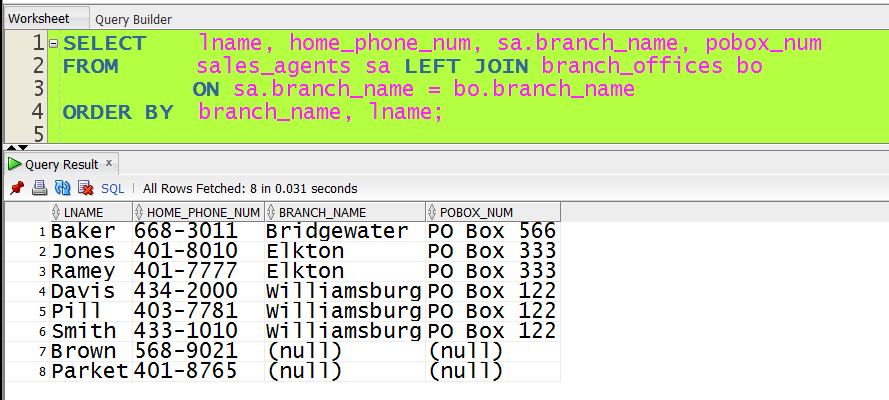 Worksheet Query Builder
1 SELECT lname, home_phone_num, sa.branch_name, pobox_num
2 FROM sales_agents sa LEFT JOIN branch_offices bo
3 ON sa.branch_name = bo.branch_name
4 ORDER BY branch_name, lname;
5
Query Result x
SQL | All Rows Fetched: 8 in 0.031 seconds
LNAME HOME_PHONE_NUM BRANCH_NAME POBOX_NUM
1 Baker 668-3011 Bridgewater PO Box 566
2 Jones 401-8010 Elkton PO Box 333
3 Ramey 401-7777 Elkton PO Box 333
4 Davis 434-2000 Williamsburg PO Box 122
5 Pill 403-7781 Williamsburg PO Box 122
6 Smith 433-1010 Williamsburg PO Box 122
7 Brown 568-9021 (null) (null)
8 Parket 401-8765 (null) (null)